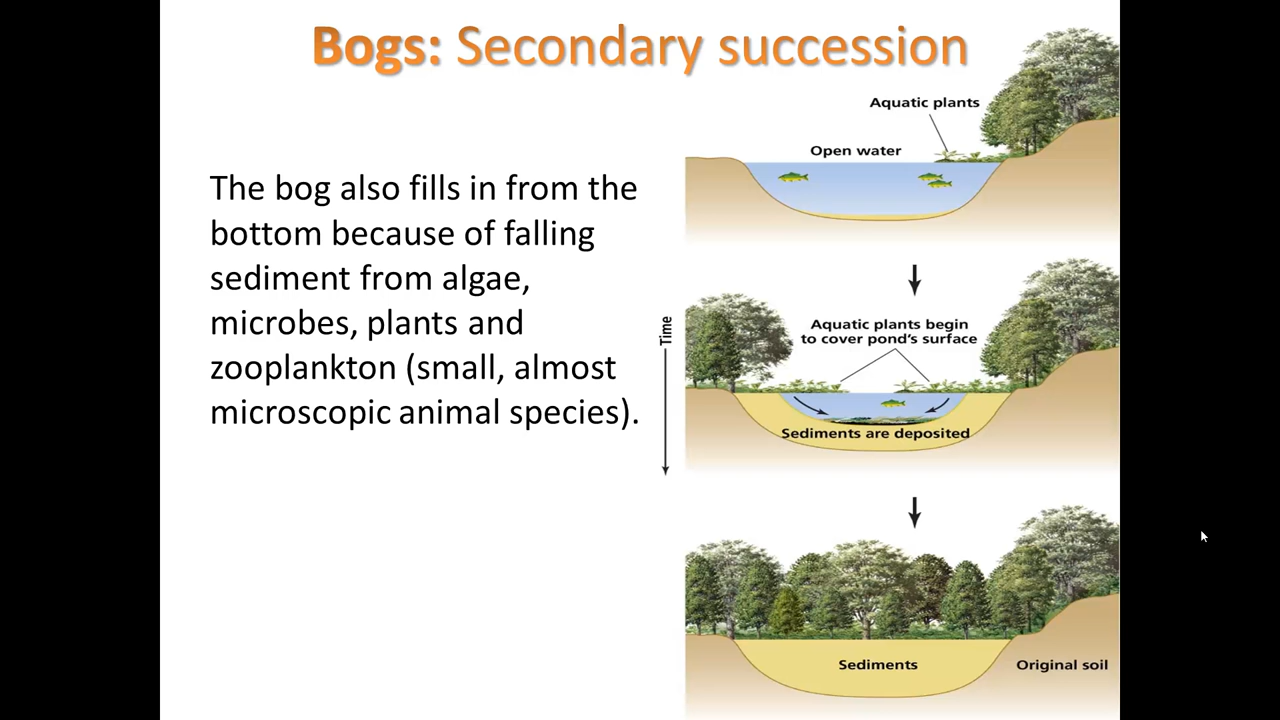 Bogs: Secondary succession
The bog also fills in from the
bottom because of falling
sediment from algae,
microbes, plants and
zooplankton (small, almost
microscopic animal species).
Aquatic plants
Open water
Time
Aquatic plants begin
to cover pond's surface
Sediments are deposited
Sediments
Original soil